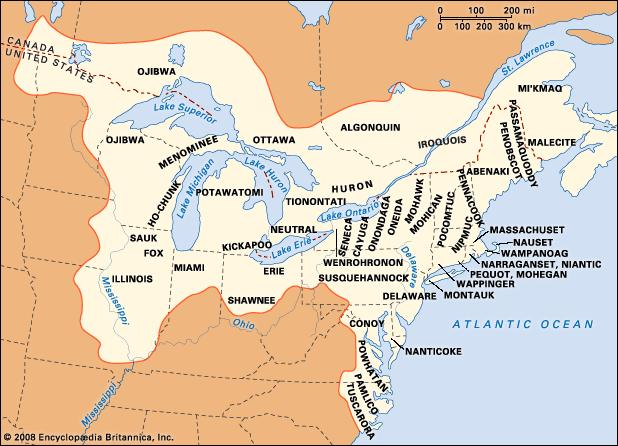 0 100 200 mi
0 100 200 km
CANADA
UNITED STATES
St. Lawrence
OJIBWA
MI'KMAQ
Lake Superior
PASSAMAQUODDY
PENOBSCOT
ALGONQUIN
OJIBWA
MENOMINEE
OTTAWA
IROQUOIS
MALECITE
ABENAKI
Lake Michigan
Lake Huron
HO-CHUNK
POTAWATOMI
HURON
TIONONTATI
MOHAWK
MOHICAN
PENNACOOK
POCOMTUC
NIPMUC
Lake Ontario
ONEIDA
ONONDAGA
CAYUGA
SENECA
NEUTRAL
MASSACHUSET
NAUSET
WAMPANOAG
SAUK
FOX
KICKAPOO
Lake Erie
NARRAGANSET, NIANTIC
PEQUOT, MOHEGAN
WAPPINGER
MONTAUK
MIAMI
ERIE
WENROHRONON
SUSQUEHANNOCK
Delaware
ILLINOIS
DELAWARE
SHAWNEE
Mississippi
Ohio
CONOY
ATLANTIC OCEAN
NANTICOKE
POWHATAN
PAMLICO
TUSCARORA
Mississippi
© 2008 Encyclopædia Britannica, Inc.